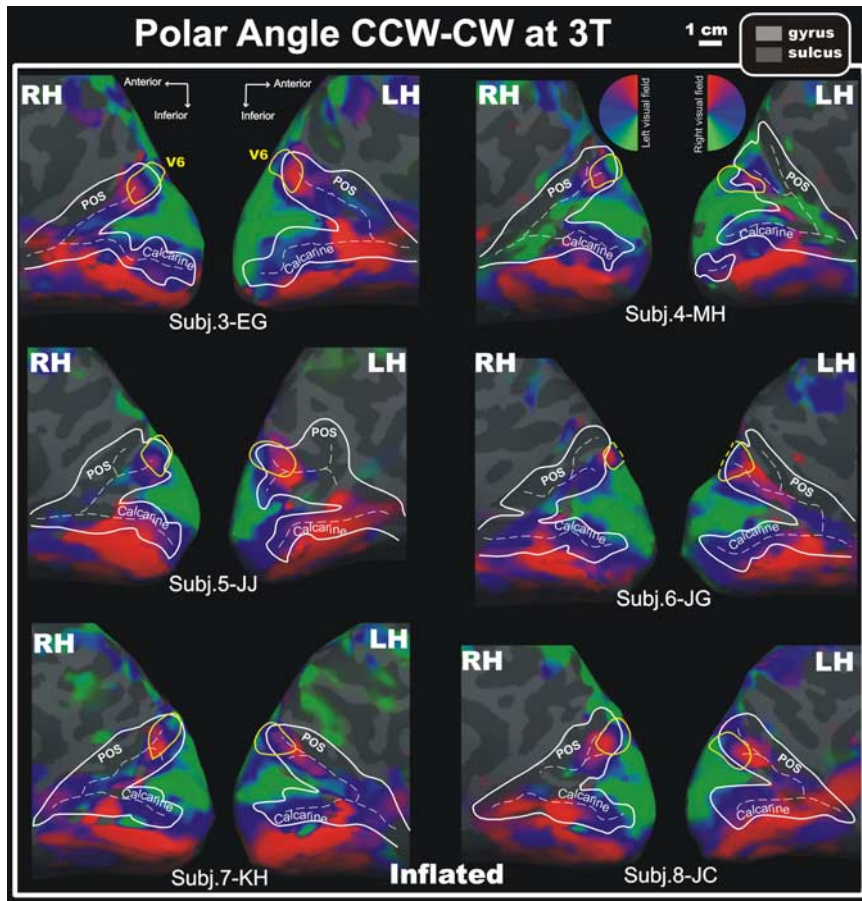 Polar Angle CCW-CW at 3T
1 cm
gyrus
sulcus
RH
Anterior
Inferior
Anterior
Inferior
LH
V6
V6
POS
POS
Calcarine
Calcarine
Subj.3-EG
RH
Left visual field
Right visual field
LH
POS
POS
Calcarine
Calcarine
Subj.4-MH
RH
LH
POS
POS
Calcarine
Calcarine
Subj.5-JJ
RH
LH
POS
POS
Calcarine
Calcarine
Subj.6-JG
RH
LH
POS
POS
Calcarine
Calcarine
Subj.7-KH
RH
LH
POS
POS
Calcarine
Calcarine
Subj.8-JC
Inflated